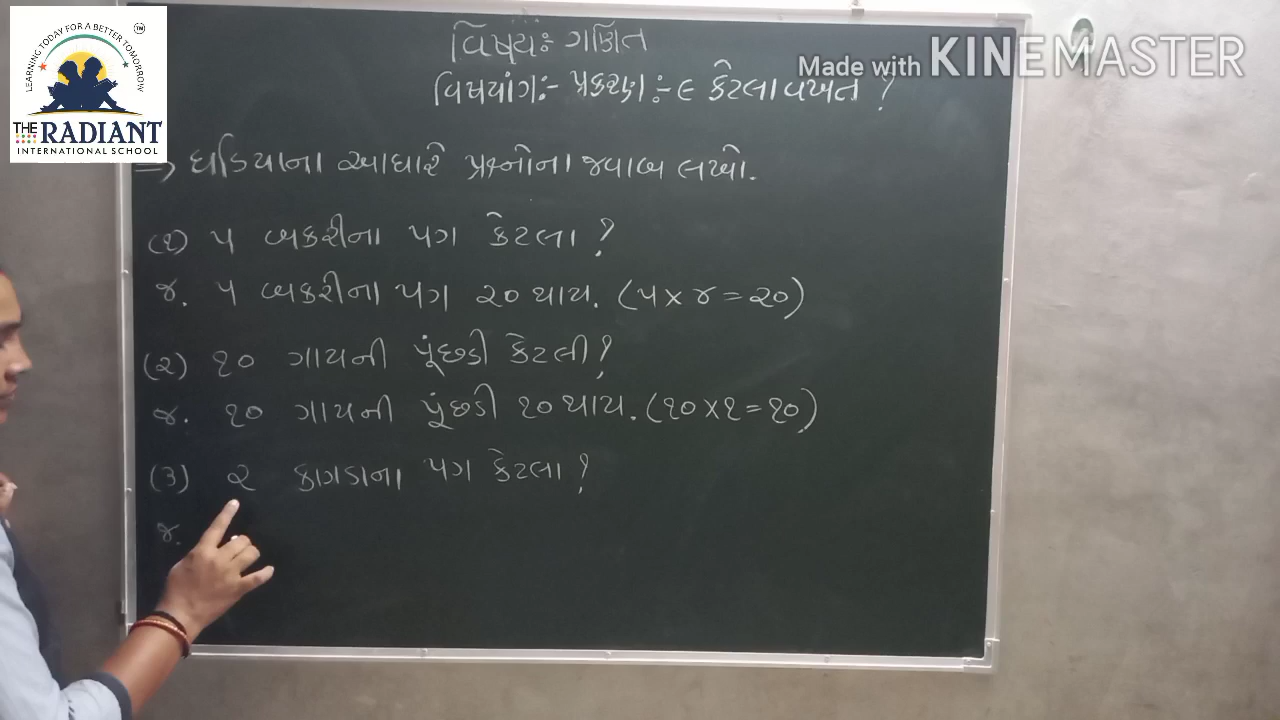 LEARNING TODAY FOR A BETTER TOMORROW
TM
THE RADIANT
INTERNATIONAL SCHOOL
Made with KINEMASTER
વિષયઃ ગણિત
વિષયાંગ:- પ્રકરણ:- ૯ કેટલા વખત ?
=> ઘડિયાના આધારે પ્રશ્નોના જવાબ લખો.
(૧) ૫ બકરીના પગ કેટલા ?
જ. ૫ બકરીના પગ ૨૦ થાય. (૫ × ૪ = ૨૦)
(૨) ૧૦ ગાયની પૂંછડી કેટલી ?
જ. ૧૦ ગાયની પૂંછડી ૧૦ થાય. (૧૦ × ૧ = ૧૦)
(૩) ૨ કાગડાના પગ કેટલા ?
જ.